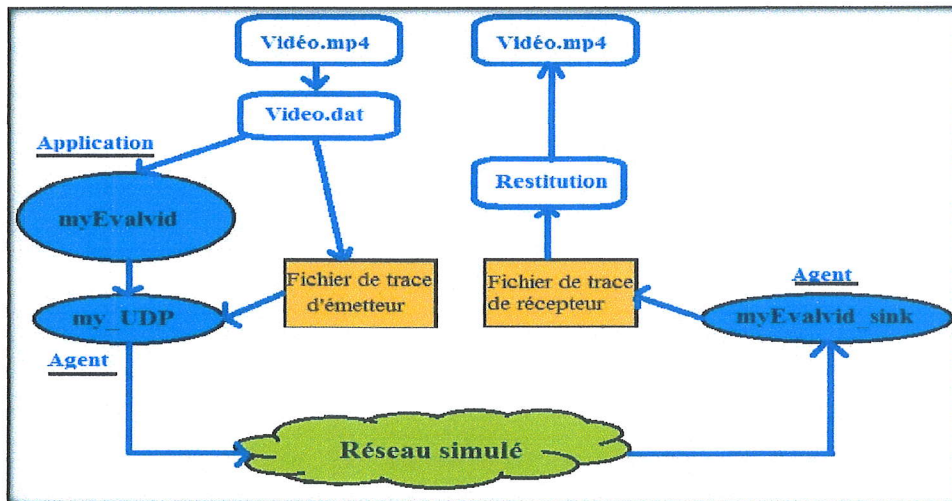 Vidéo.mp4
Vidéo.mp4
Video.dat
Application
Restitution
myEvalvid
Fichier de trace
d'émetteur
Fichier de trace
de récepteur
Agent
my_UDP
myEvalvid_sink
Agent
Réseau simulé